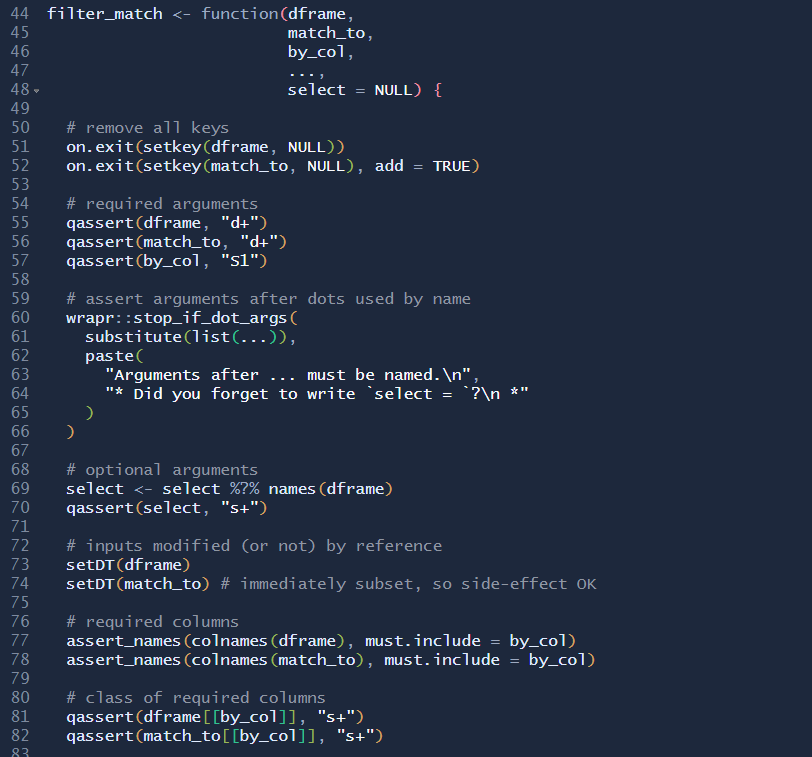 44 filter_match <- function(dframe,
45                          match_to,
46                          by_col,
47                          ...,
48                          select = NULL) {
49
50   # remove all keys
51   on.exit(setkey(dframe, NULL))
52   on.exit(setkey(match_to, NULL), add = TRUE)
53
54   # required arguments
55   qassert(dframe, "d+")
56   qassert(match_to, "d+")
57   qassert(by_col, "S1")
58
59   # assert arguments after dots used by name
60   wrapr::stop_if_dot_args(
61     substitute(list(...)),
62     paste(
63       "Arguments after ... must be named.\n",
64       "* Did you forget to write `select = `?\n *"
65     )
66   )
67
68   # optional arguments
69   select <- select %?% names(dframe)
70   qassert(select, "s+")
71
72   # inputs modified (or not) by reference
73   setDT(dframe)
74   setDT(match_to) # immediately subset, so side-effect OK
75
76   # required columns
77   assert_names(colnames(dframe), must.include = by_col)
78   assert_names(colnames(match_to), must.include = by_col)
79
80   # class of required columns
81   qassert(dframe[[by_col]], "s+")
82   qassert(match_to[[by_col]], "s+")
83